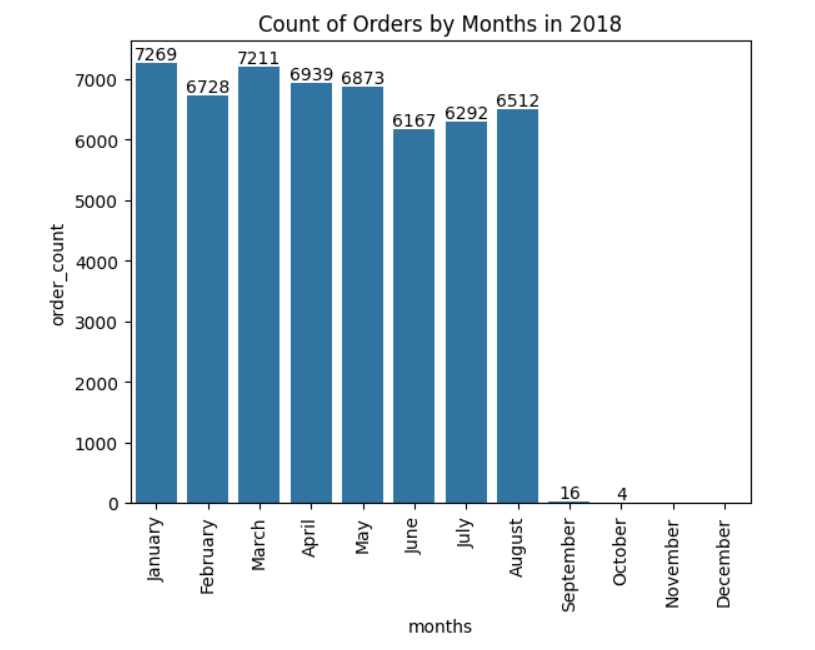 Count of Orders by Months in 2018
7269
6728
7211
6939
6873
6167
6292
6512
16
4
7000
6000
5000
4000
3000
2000
1000
0
order_count
January
February
March
April
May
June
July
August
September
October
November
December
months